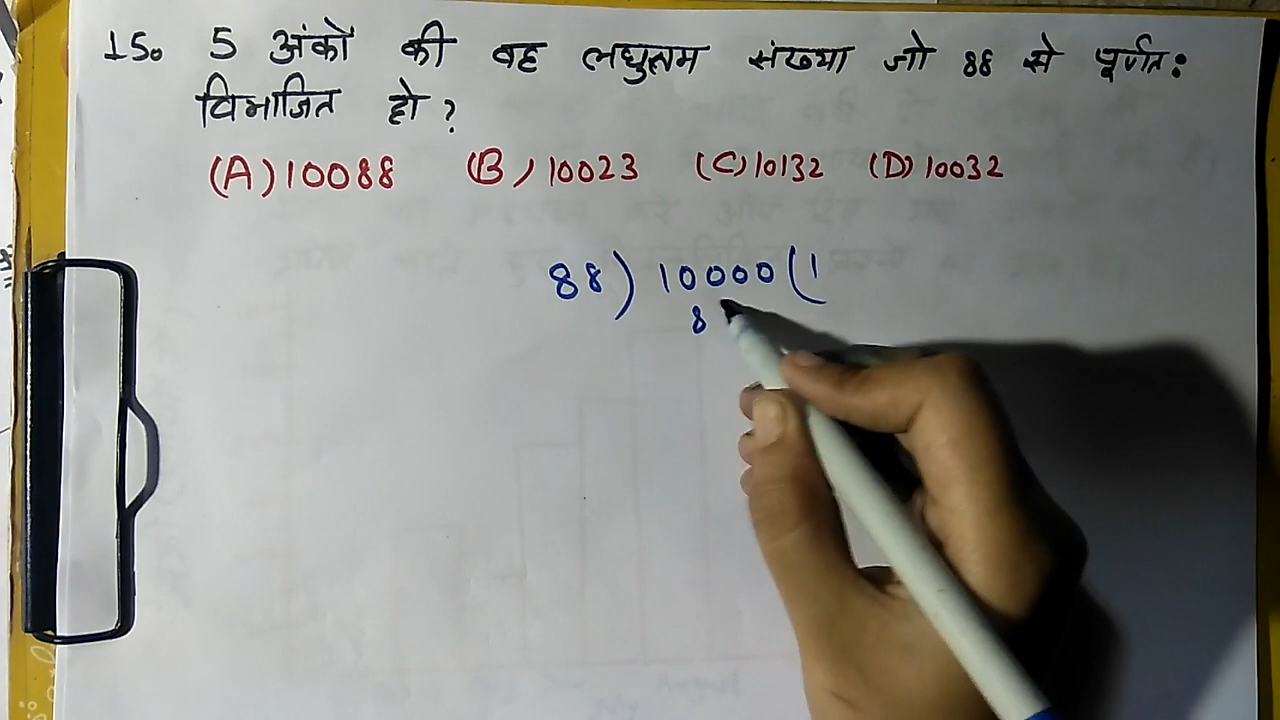 15. 5 अंकों की वह लघुत्तम संख्या जो 88 से पूर्णत:
विभाजित हो ?
(A) 10088 (B) 10023 (C) 10132 (D) 10032
88 ) 10000 ( 1
8